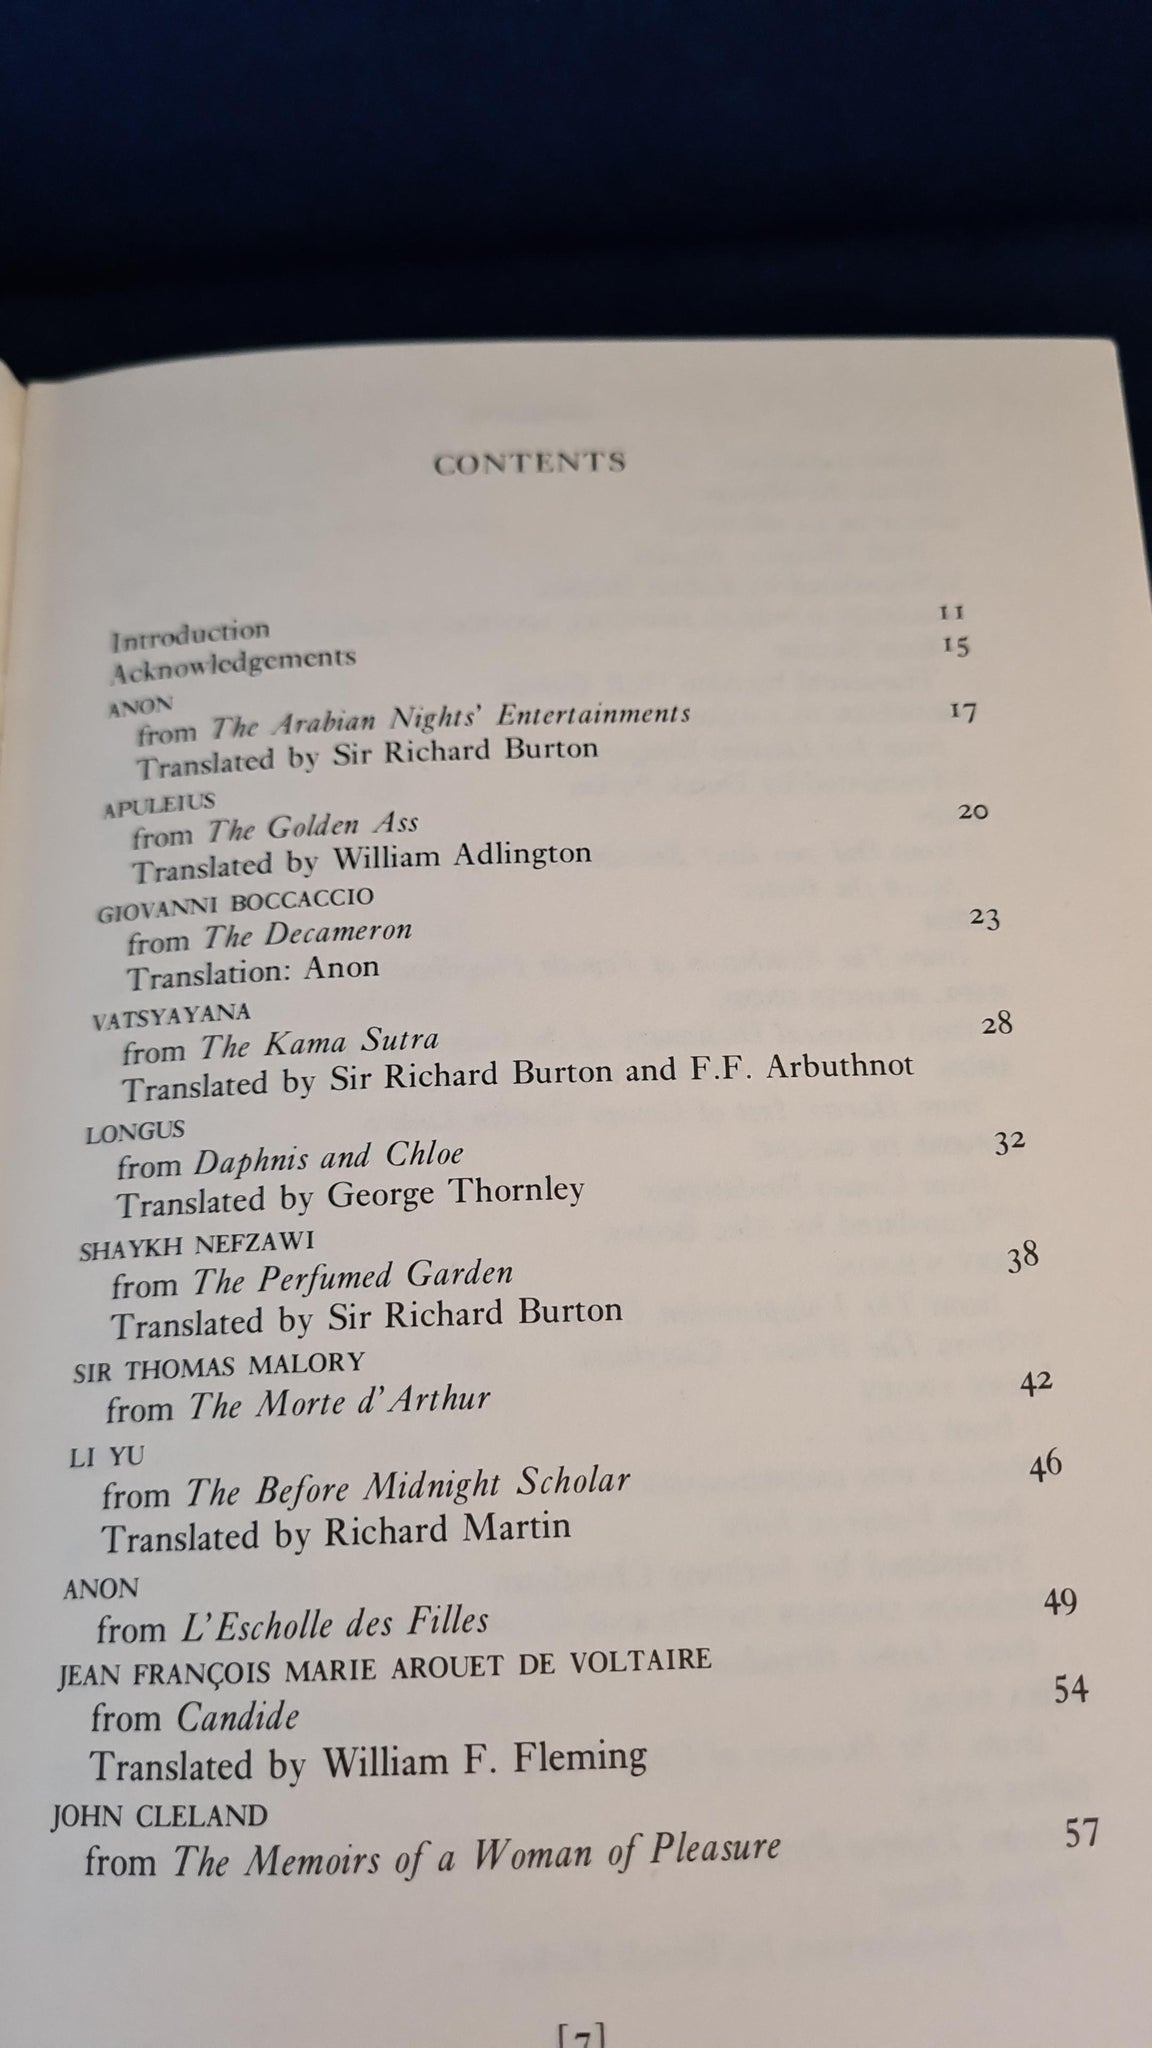 CONTENTS
Introduction 11
Acknowledgements 15
ANON
from The Arabian Nights' Entertainments 17
Translated by Sir Richard Burton
APULEIUS
from The Golden Ass 20
Translated by William Adlington
GIOVANNI BOCCACCIO
from The Decameron 23
Translation: Anon
VATSYAYANA
from The Kama Sutra 28
Translated by Sir Richard Burton and F.F. Arbuthnot
LONGUS
from Daphnis and Chloe 32
Translated by George Thornley
SHAYKH NEFZAWI
from The Perfumed Garden 38
Translated by Sir Richard Burton
SIR THOMAS MALORY
from The Morte d'Arthur 42
LI YU
from The Before Midnight Scholar 46
Translated by Richard Martin
ANON
from L'Escholle des Filles 49
JEAN FRANÇOIS MARIE AROUET DE VOLTAIRE
from Candide 54
Translated by William F. Fleming
JOHN CLELAND
from The Memoirs of a Woman of Pleasure 57
[7]